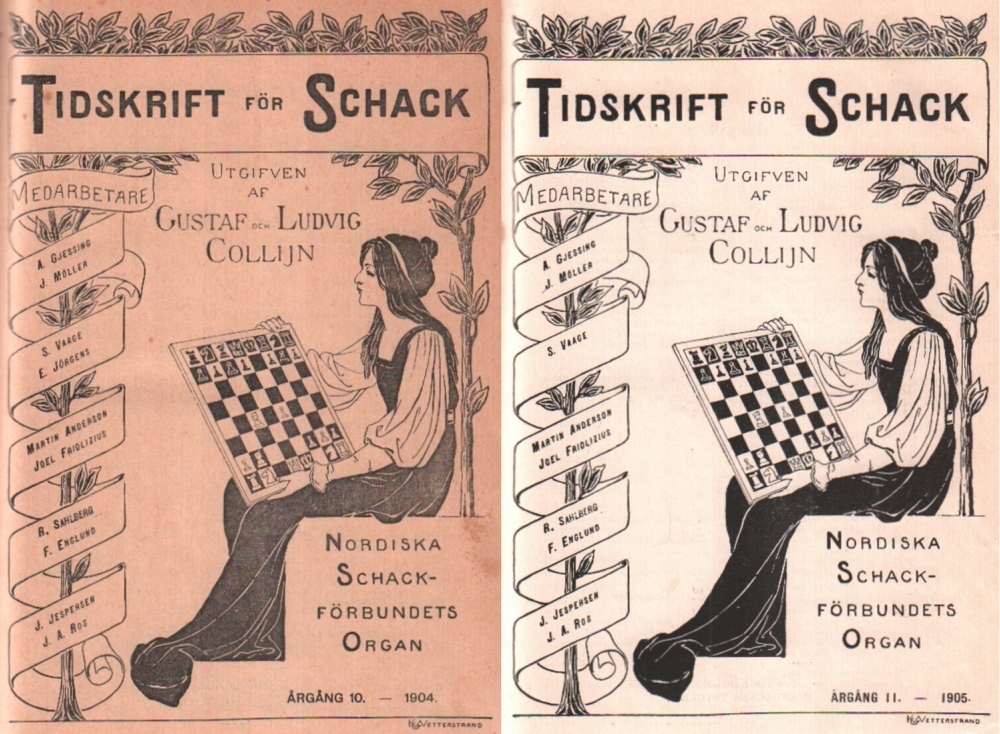 TIDSKRIFT FÖR SCHACK
MEDARBETARE
UTGIFVEN
AF
GUSTAF OCH LUDVIG
COLLIJN
A. GJESSING
J. MÖLLER
S. VAAGE
E. JÖRGENS
MARTIN ANDERSON
JOEL FRIDLIZIUS
R. SAHLBERG
F. ENGLUND
J. JESPERSEN
J. A. ROS
NORDISKA
SCHACK-
FÖRBUNDETS
ORGAN
ÅRGÅNG 10. — 1904.
TIDSKRIFT FÖR SCHACK
MEDARBETARE
UTGIFVEN
AF
GUSTAF OCH LUDVIG
COLLIJN
A. GJESSING
J. MÖLLER
S. VAAGE
MARTIN ANDERSON
JOEL FRIDLIZIUS
R. SAHLBERG
F. ENGLUND
J. JESPERSEN
J. A. ROS
NORDISKA
SCHACK-
FÖRBUNDETS
ORGAN
ÅRGÅNG 11. — 1905.